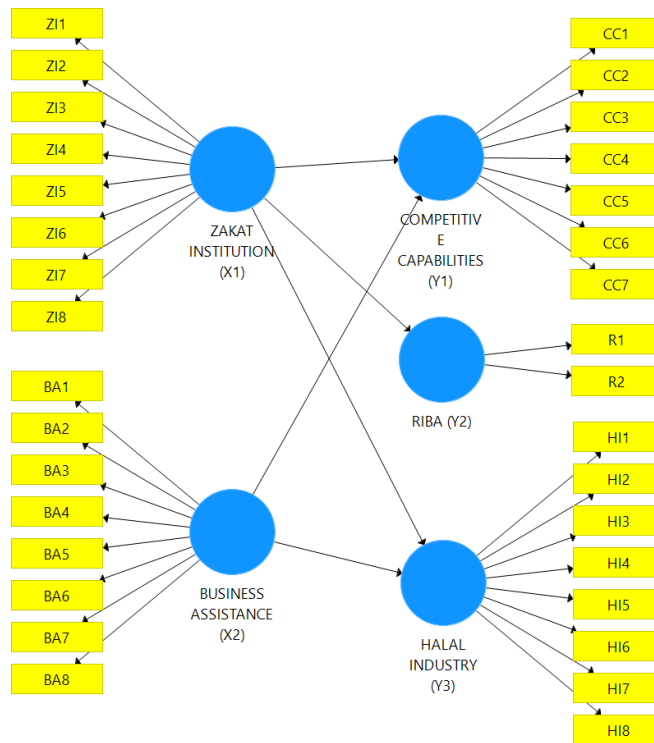 ZI1
ZI2
ZI3
ZI4
ZI5
ZI6
ZI7
ZI8
ZAKAT
INSTITUTION
(X1)
BA1
BA2
BA3
BA4
BA5
BA6
BA7
BA8
BUSINESS
ASSISTANCE
(X2)
COMPETITIV
E
CAPABILITIES
(Y1)
CC1
CC2
CC3
CC4
CC5
CC6
CC7
RIBA (Y2)
R1
R2
HALAL
INDUSTRY
(Y3)
HI1
HI2
HI3
HI4
HI5
HI6
HI7
HI8